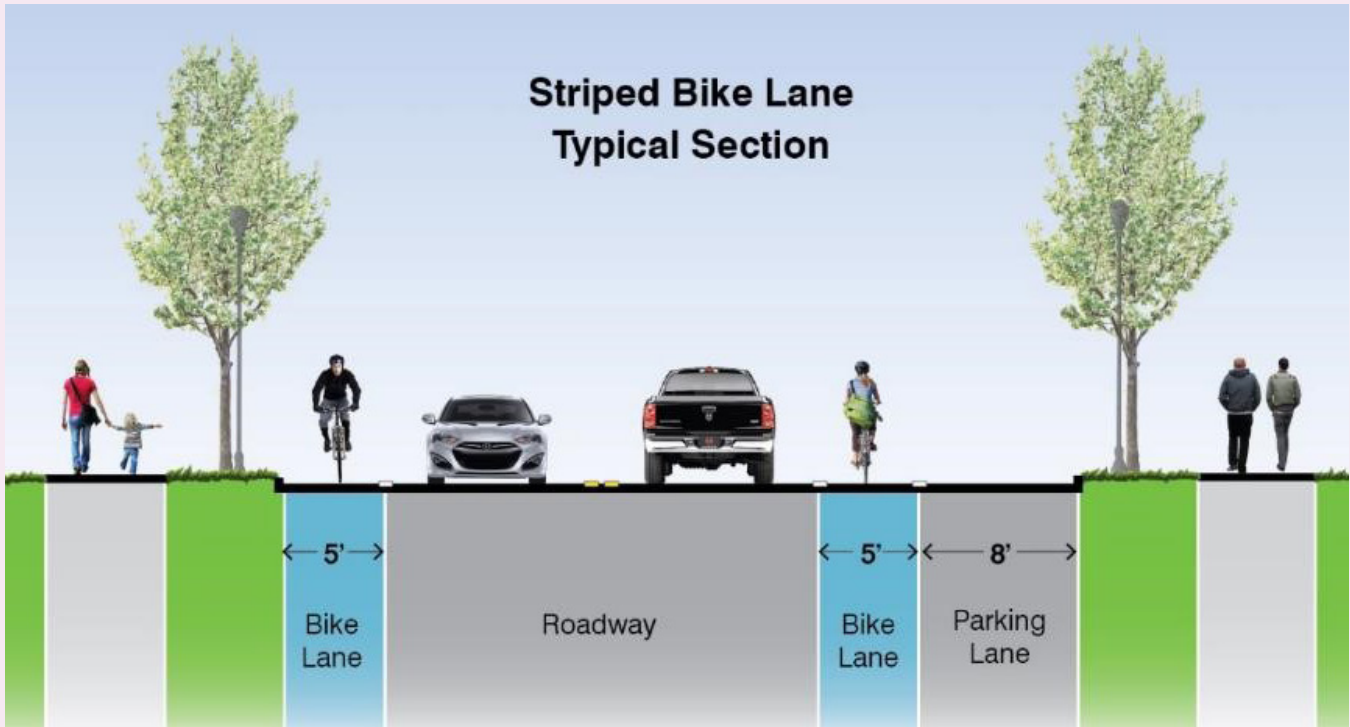 Striped Bike Lane
Typical Section
5'
5'
8'
Bike
Lane
Roadway
Bike
Lane
Parking
Lane